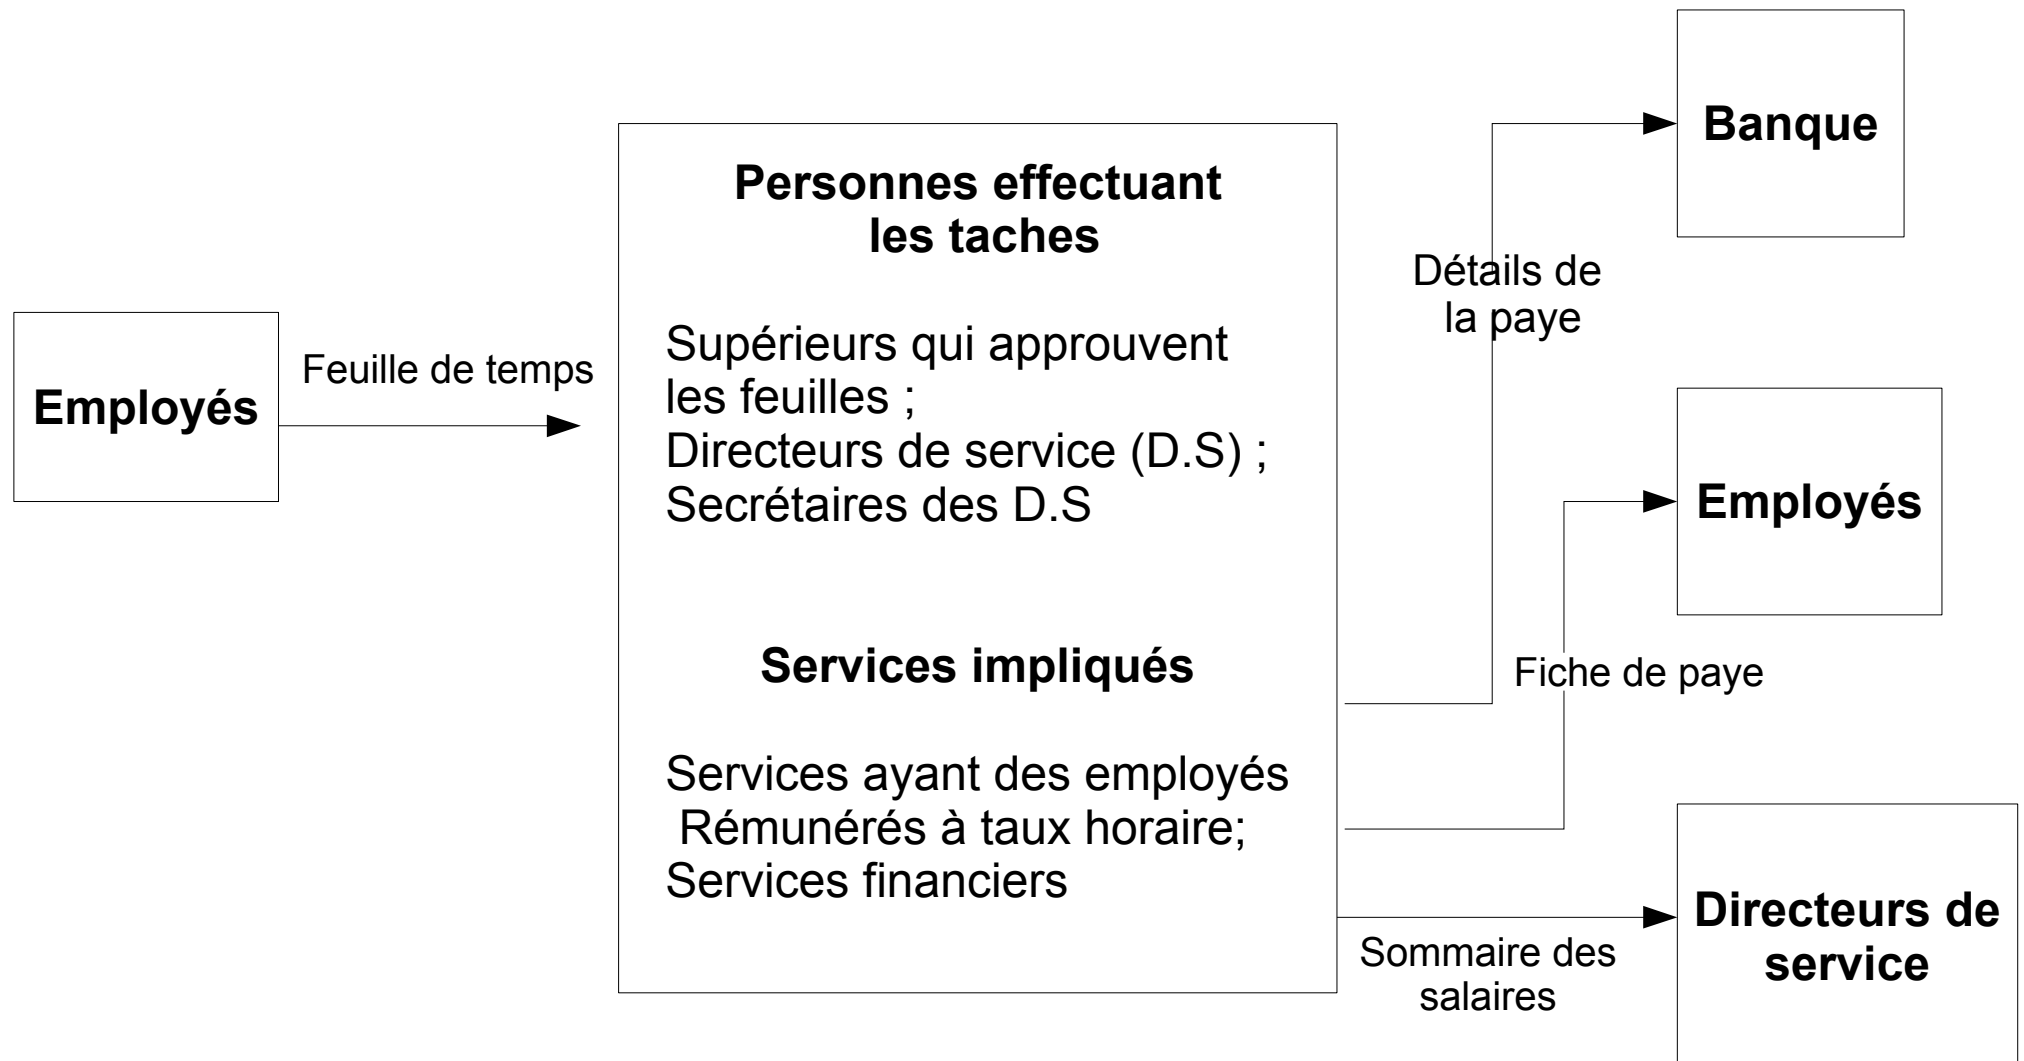 Employés
Feuille de temps
Personnes effectuant
les taches
Supérieurs qui approuvent
les feuilles ;
Directeurs de service (D.S) ;
Secrétaires des D.S
Services impliqués
Services ayant des employés
Rémunérés à taux horaire;
Services financiers
Détails de
la paye
Banque
Fiche de paye
Employés
Sommaire des
salaires
Directeurs de
service